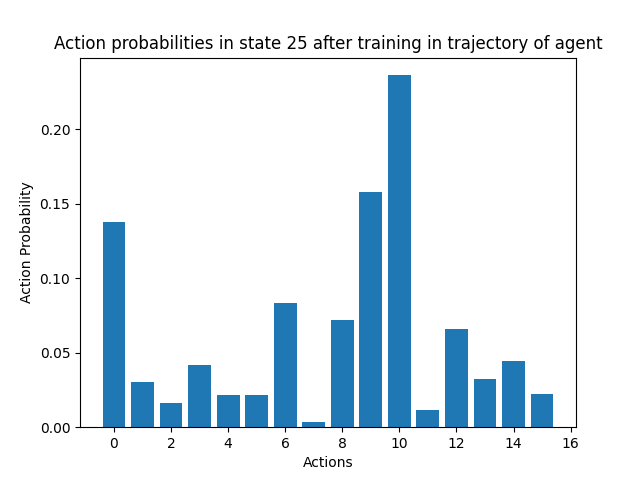 Action probabilities in state 25 after training in trajectory of agent
0.20
0.15
0.10
0.05
0.00
Action Probability
0 2 4 6 8 10 12 14 16
Actions